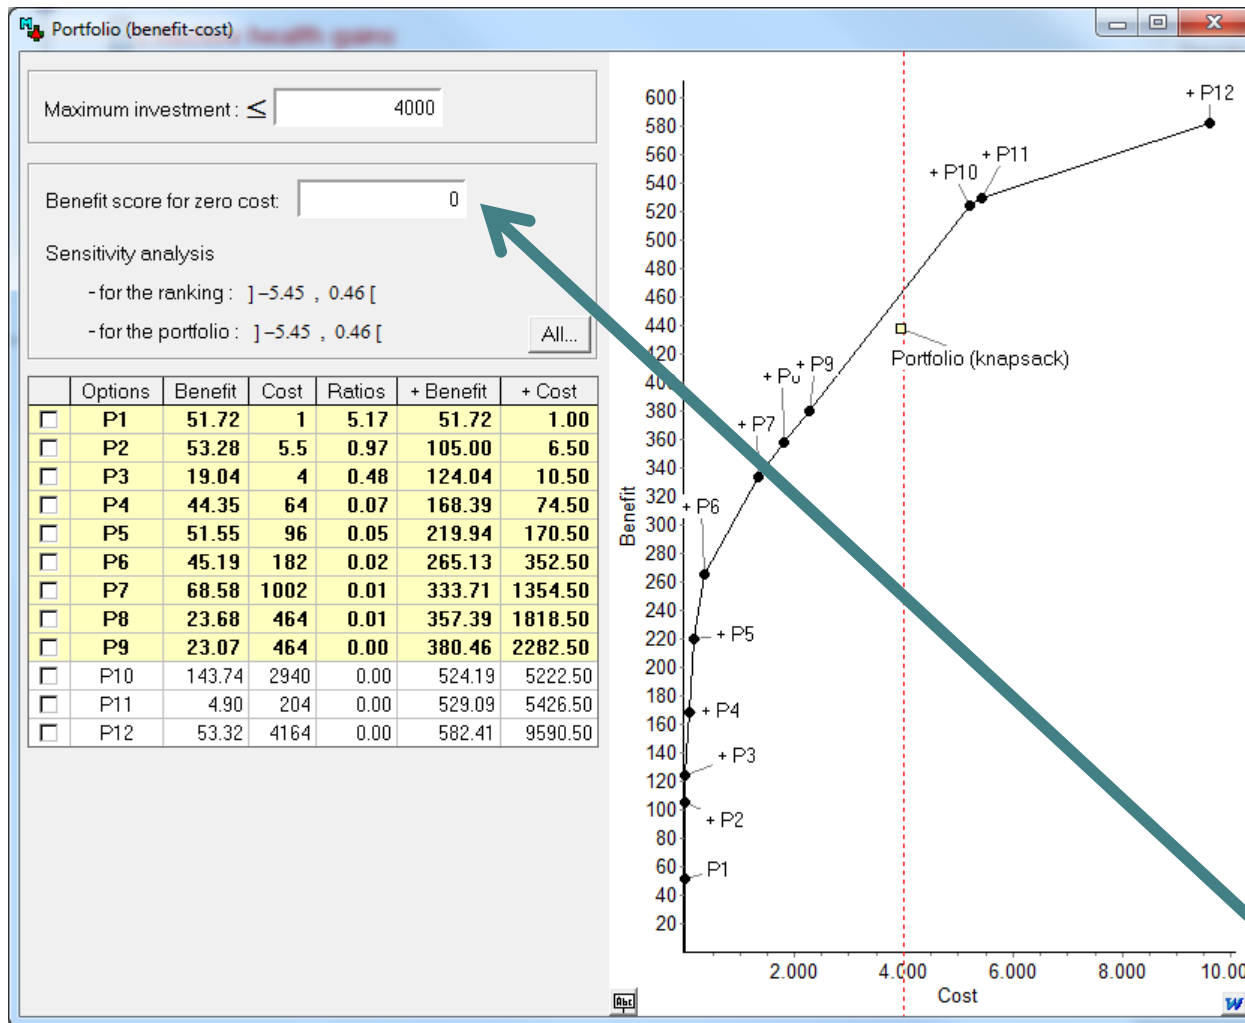 Portfolio (benefit-cost)
Maximum investment : ≤ 4000
Benefit score for zero cost: 0
Sensitivity analysis
- for the ranking : ]−5.45 , 0.46 [
- for the portfolio : ]−5.45 , 0.46 [
All...
Options Benefit Cost Ratios + Benefit + Cost
P1 51.72 1 5.17 51.72 1.00
P2 53.28 5.5 0.97 105.00 6.50
P3 19.04 4 0.48 124.04 10.50
P4 44.35 64 0.07 168.39 74.50
P5 51.55 96 0.05 219.94 170.50
P6 45.19 182 0.02 265.13 352.50
P7 68.58 1002 0.01 333.71 1354.50
P8 23.68 464 0.01 357.39 1818.50
P9 23.07 464 0.00 380.46 2282.50
P10 143.74 2940 0.00 524.19 5222.50
P11 4.90 204 0.00 529.09 5426.50
P12 53.32 4164 0.00 582.41 9590.50
600
580
560
540
520
500
480
460
440
420
400
380
360
340
320
300
280
260
240
220
200
180
160
140
120
100
80
60
40
20
Benefit
+ P12
+ P11
+ P10
Portfolio (knapsack)
+ P9
+ P7
+ P6
+ P5
+ P4
+ P3
+ P2
P1
2.000 4.000 6.000 8.000 10.00
Cost
Abc
W